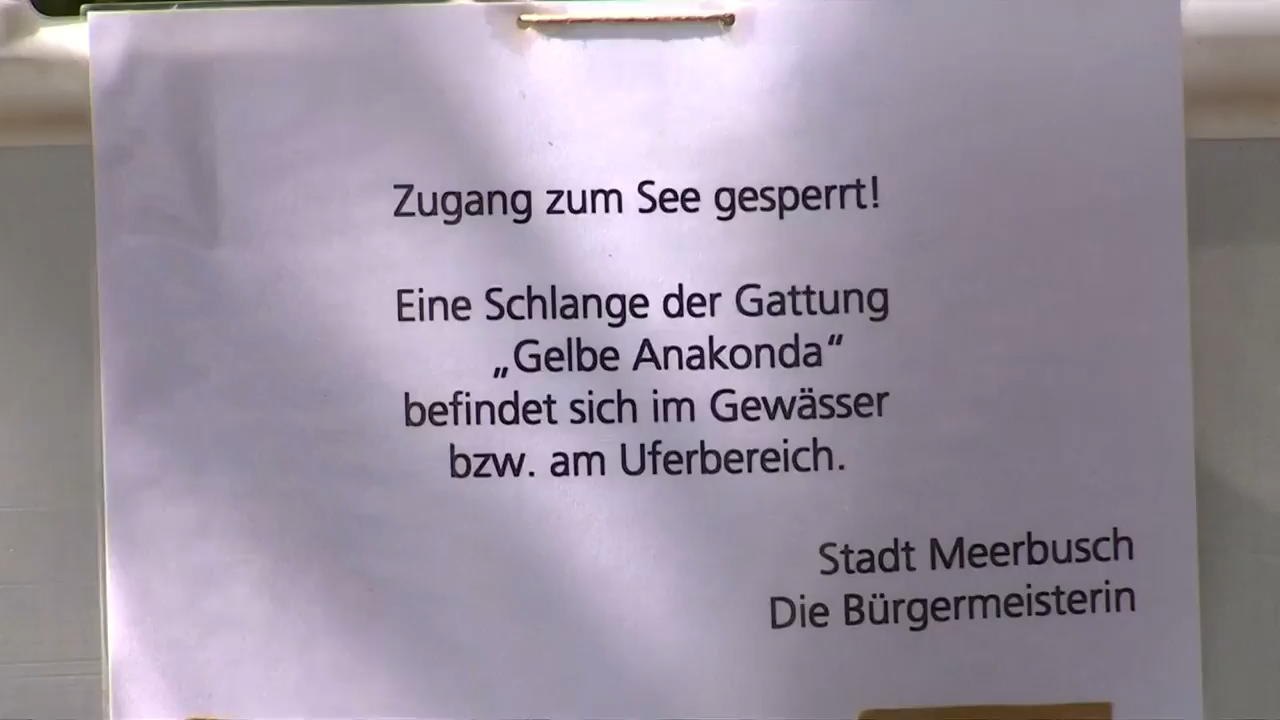 Zugang zum See gesperrt!
Eine Schlange der Gattung
„Gelbe Anakonda“
befindet sich im Gewässer
bzw. am Uferbereich.
Stadt Meerbusch
Die Bürgermeisterin